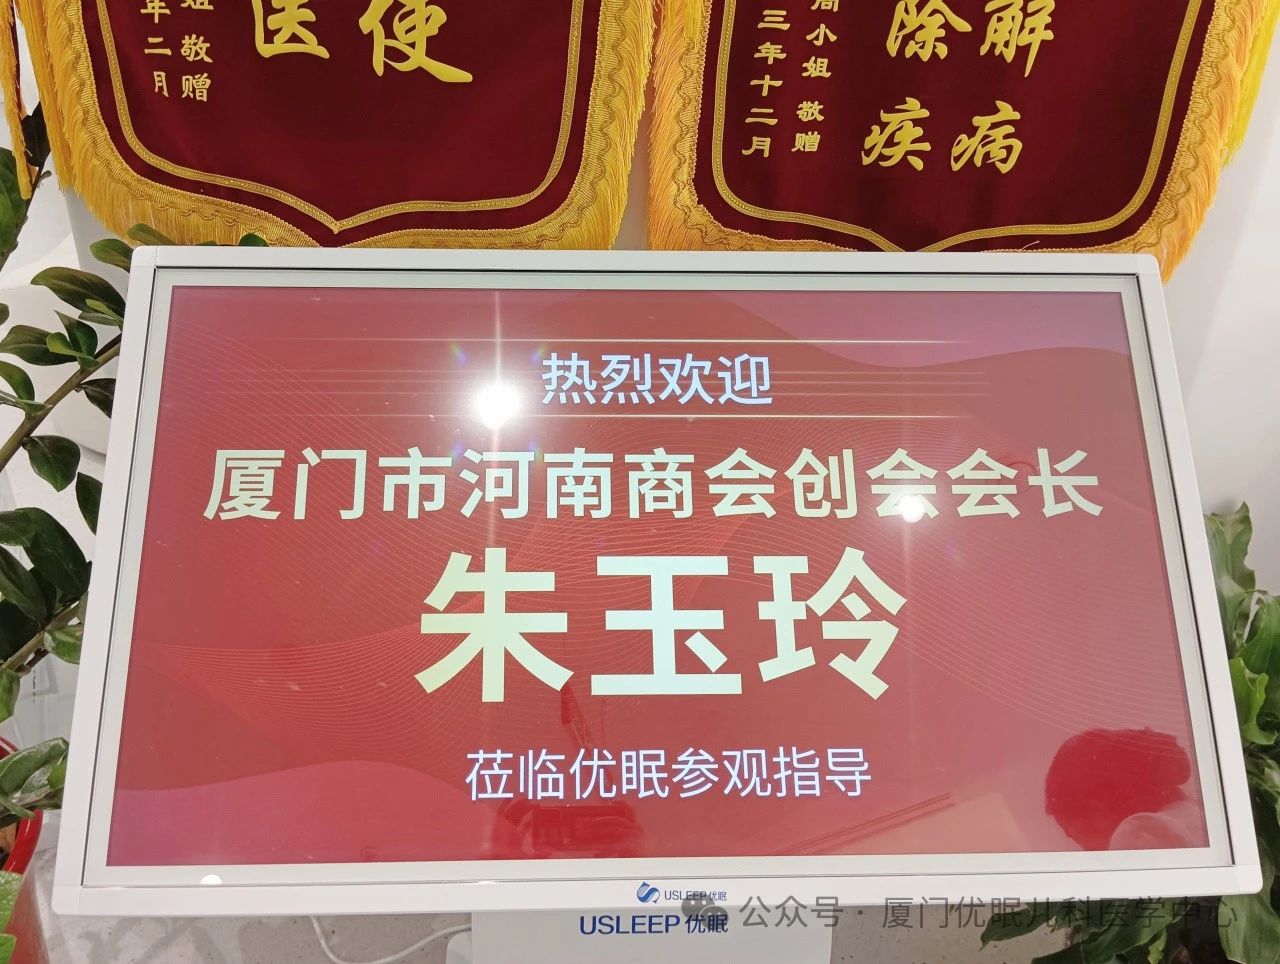 医使
敬赠
年二月
除解
疾病
周小姐 敬赠
三年十二月
热烈欢迎
厦门市河南商会创会会长
朱玉玲
莅临优眠参观指导
USLEEP优眠
USLEEP优眠
公众号·厦门优眠儿科医学中心